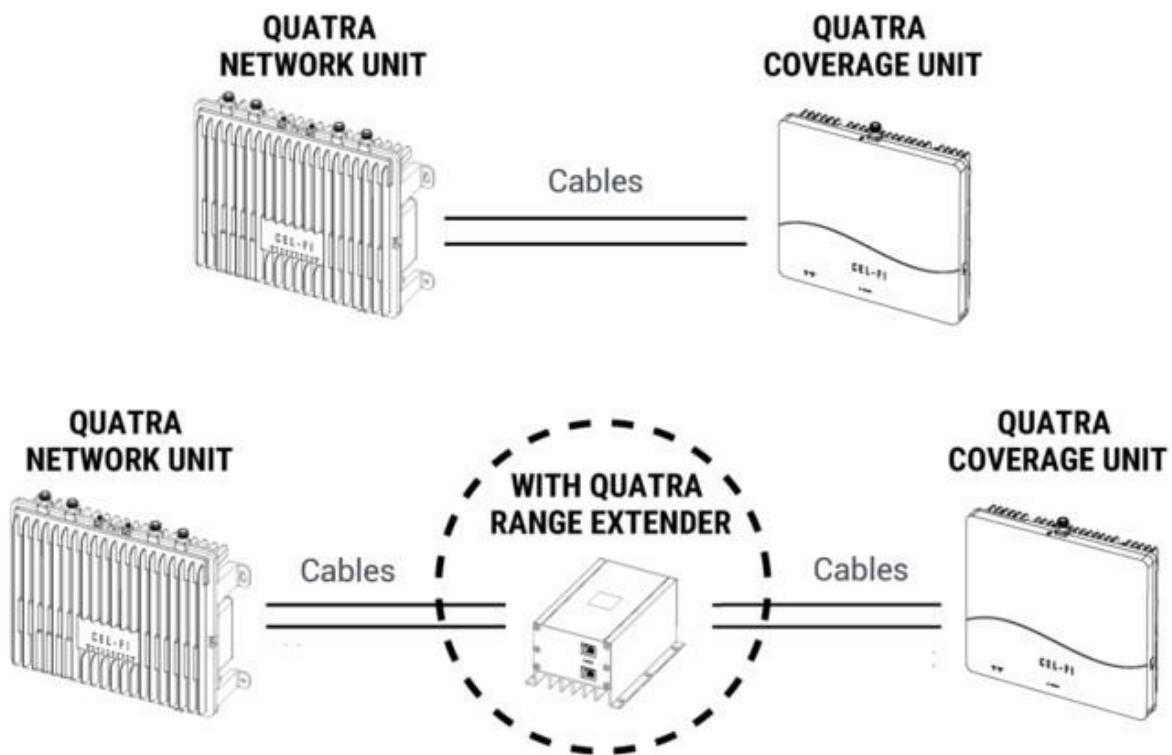 QUATRA
NETWORK UNIT
QUATRA
COVERAGE UNIT
Cables
CEL-FI
CEL-FI
QUATRA
NETWORK UNIT
WITH QUATRA
RANGE EXTENDER
QUATRA
COVERAGE UNIT
Cables
Cables
CEL-FI
CEL-FI